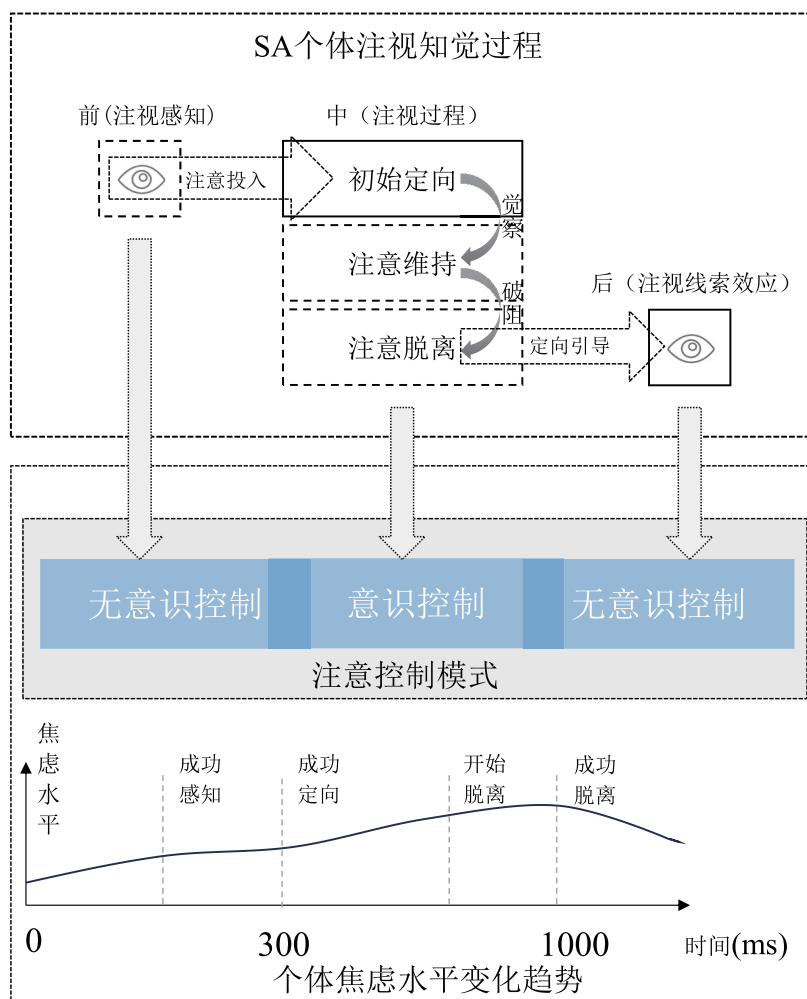 SA个体注视知觉过程
前(注视感知)
中（注视过程）
注意投入
初始定向
觉察
注意维持
破阻
后（注视线索效应）
注意脱离
定向引导
无意识控制
意识控制
无意识控制
注意控制模式
焦虑水平
成功
感知
成功
定向
开始
脱离
成功
脱离
0
300
1000
时间(ms)
个体焦虑水平变化趋势